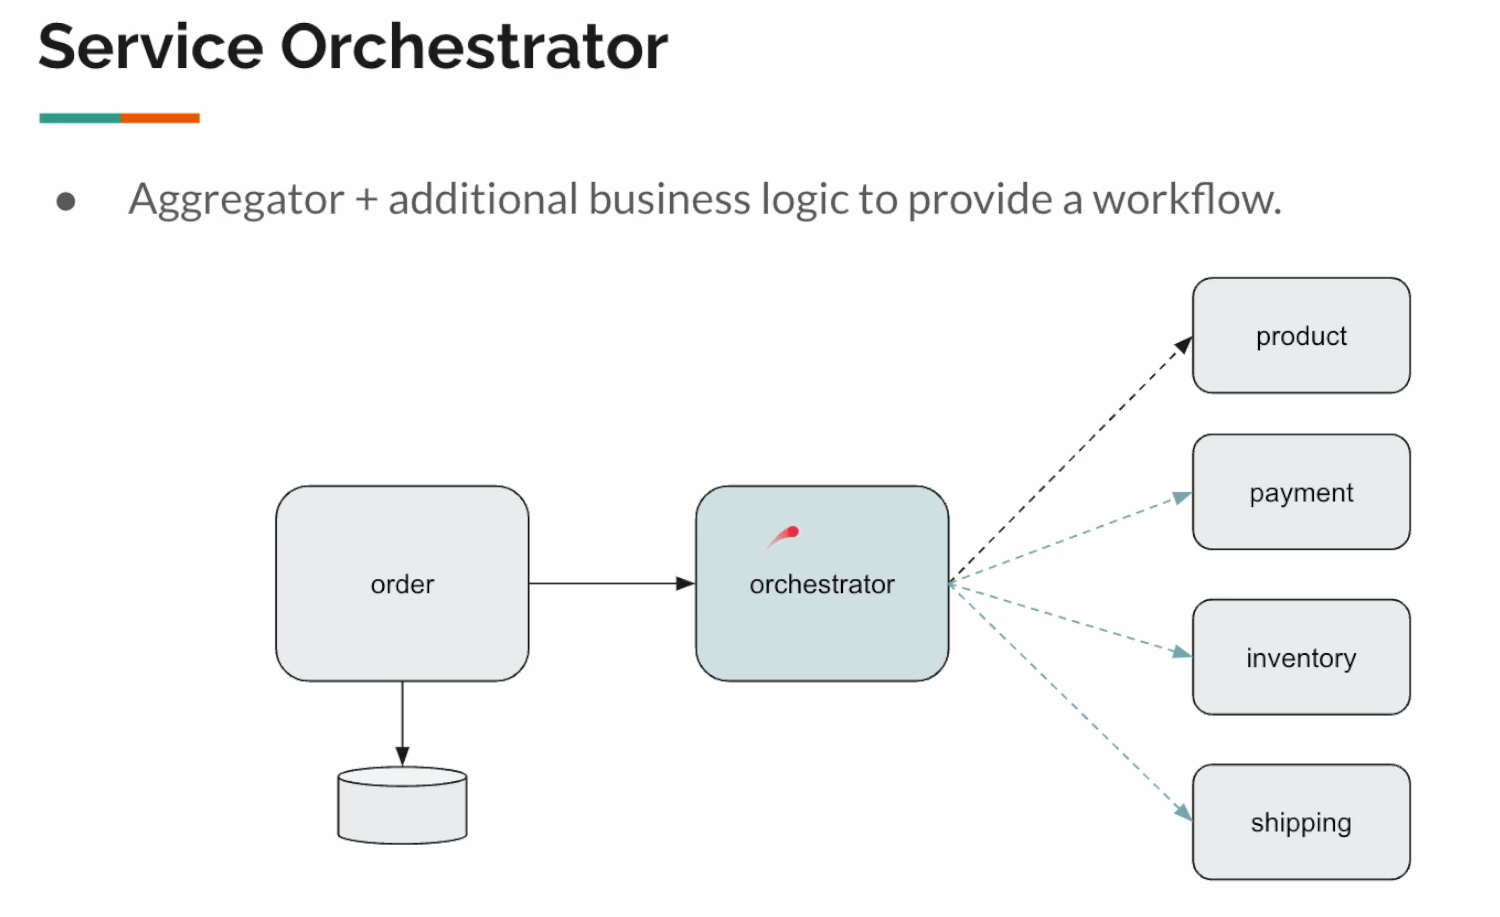 Service Orchestrator
● Aggregator + additional business logic to provide a workflow.
product
payment
order
orchestrator
inventory
shipping